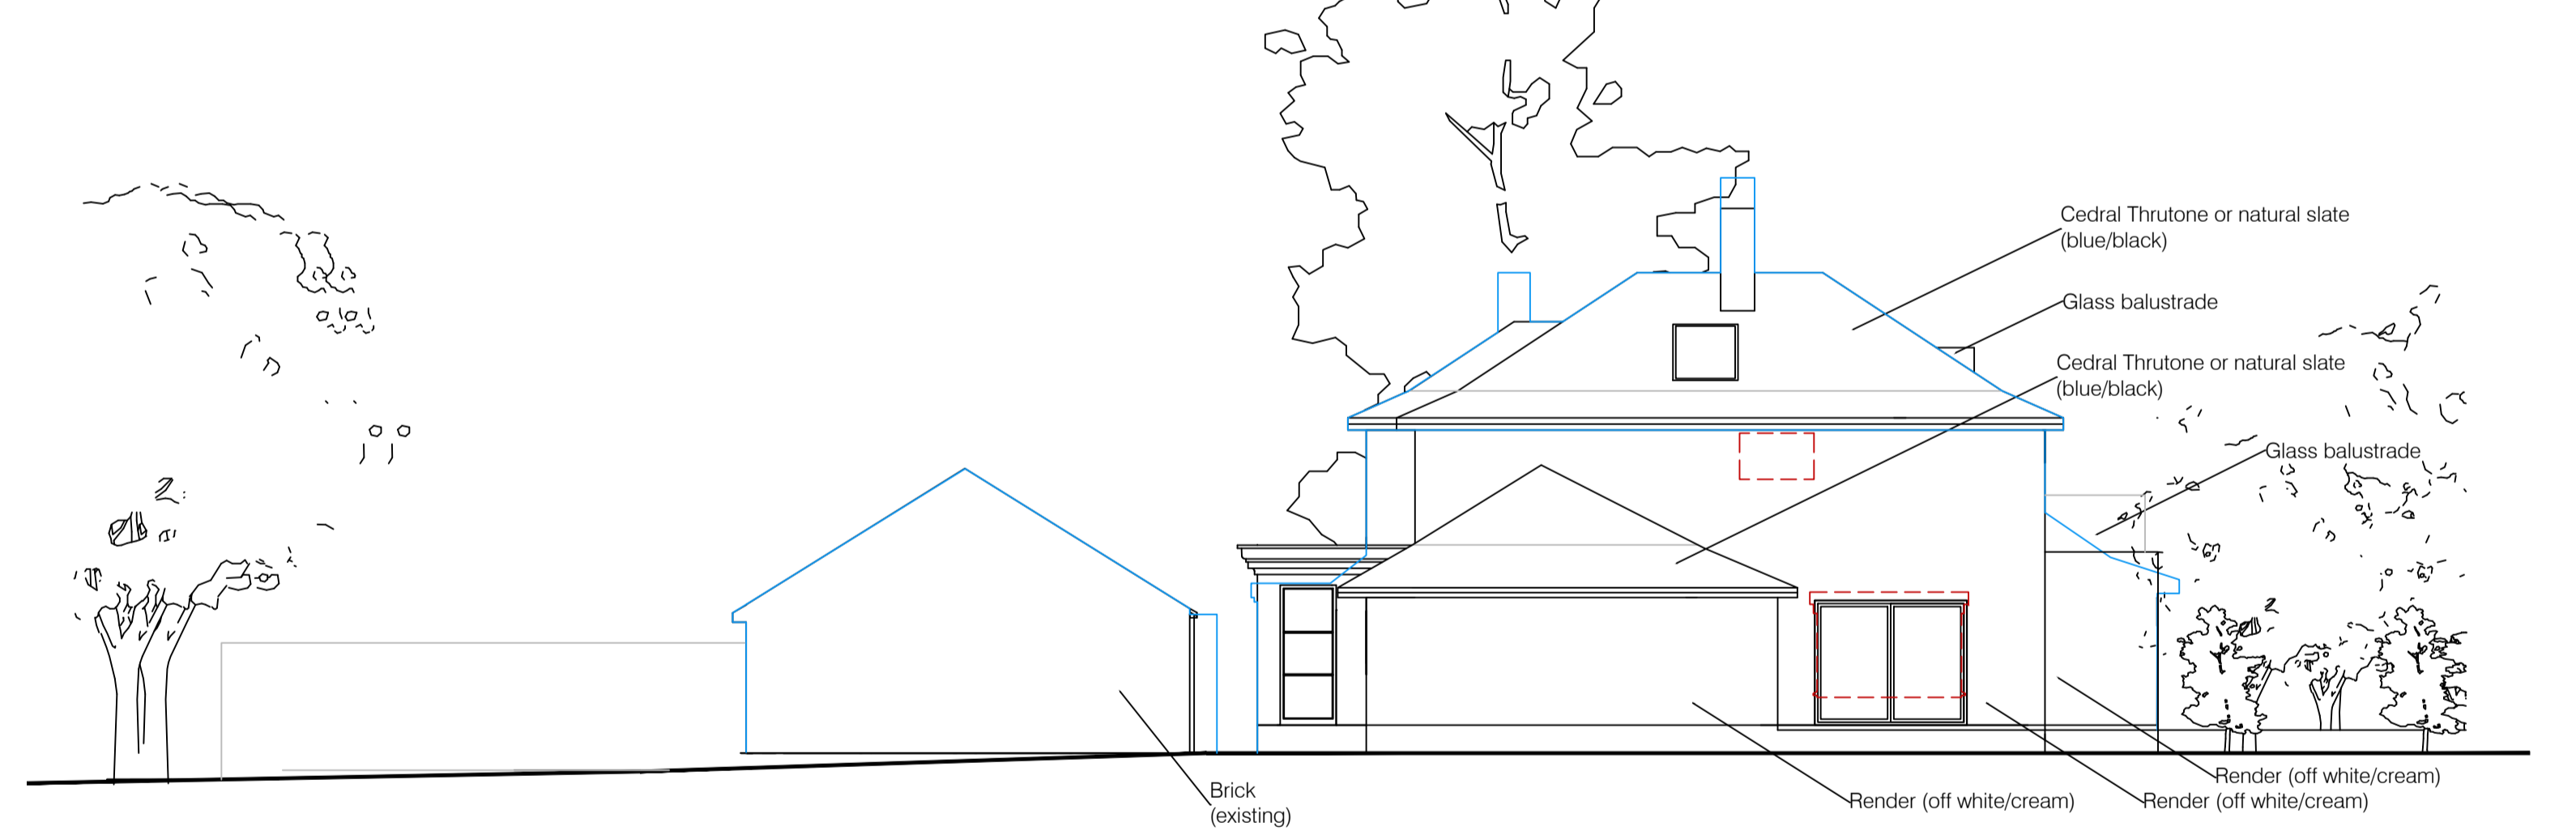 Cedral Thrutone or natural slate
(blue/black)
Glass balustrade
Cedral Thrutone or natural slate
(blue/black)
Glass balustrade
Render (off white/cream)
Render (off white/cream)
Render (off white/cream)
Brick
(existing)